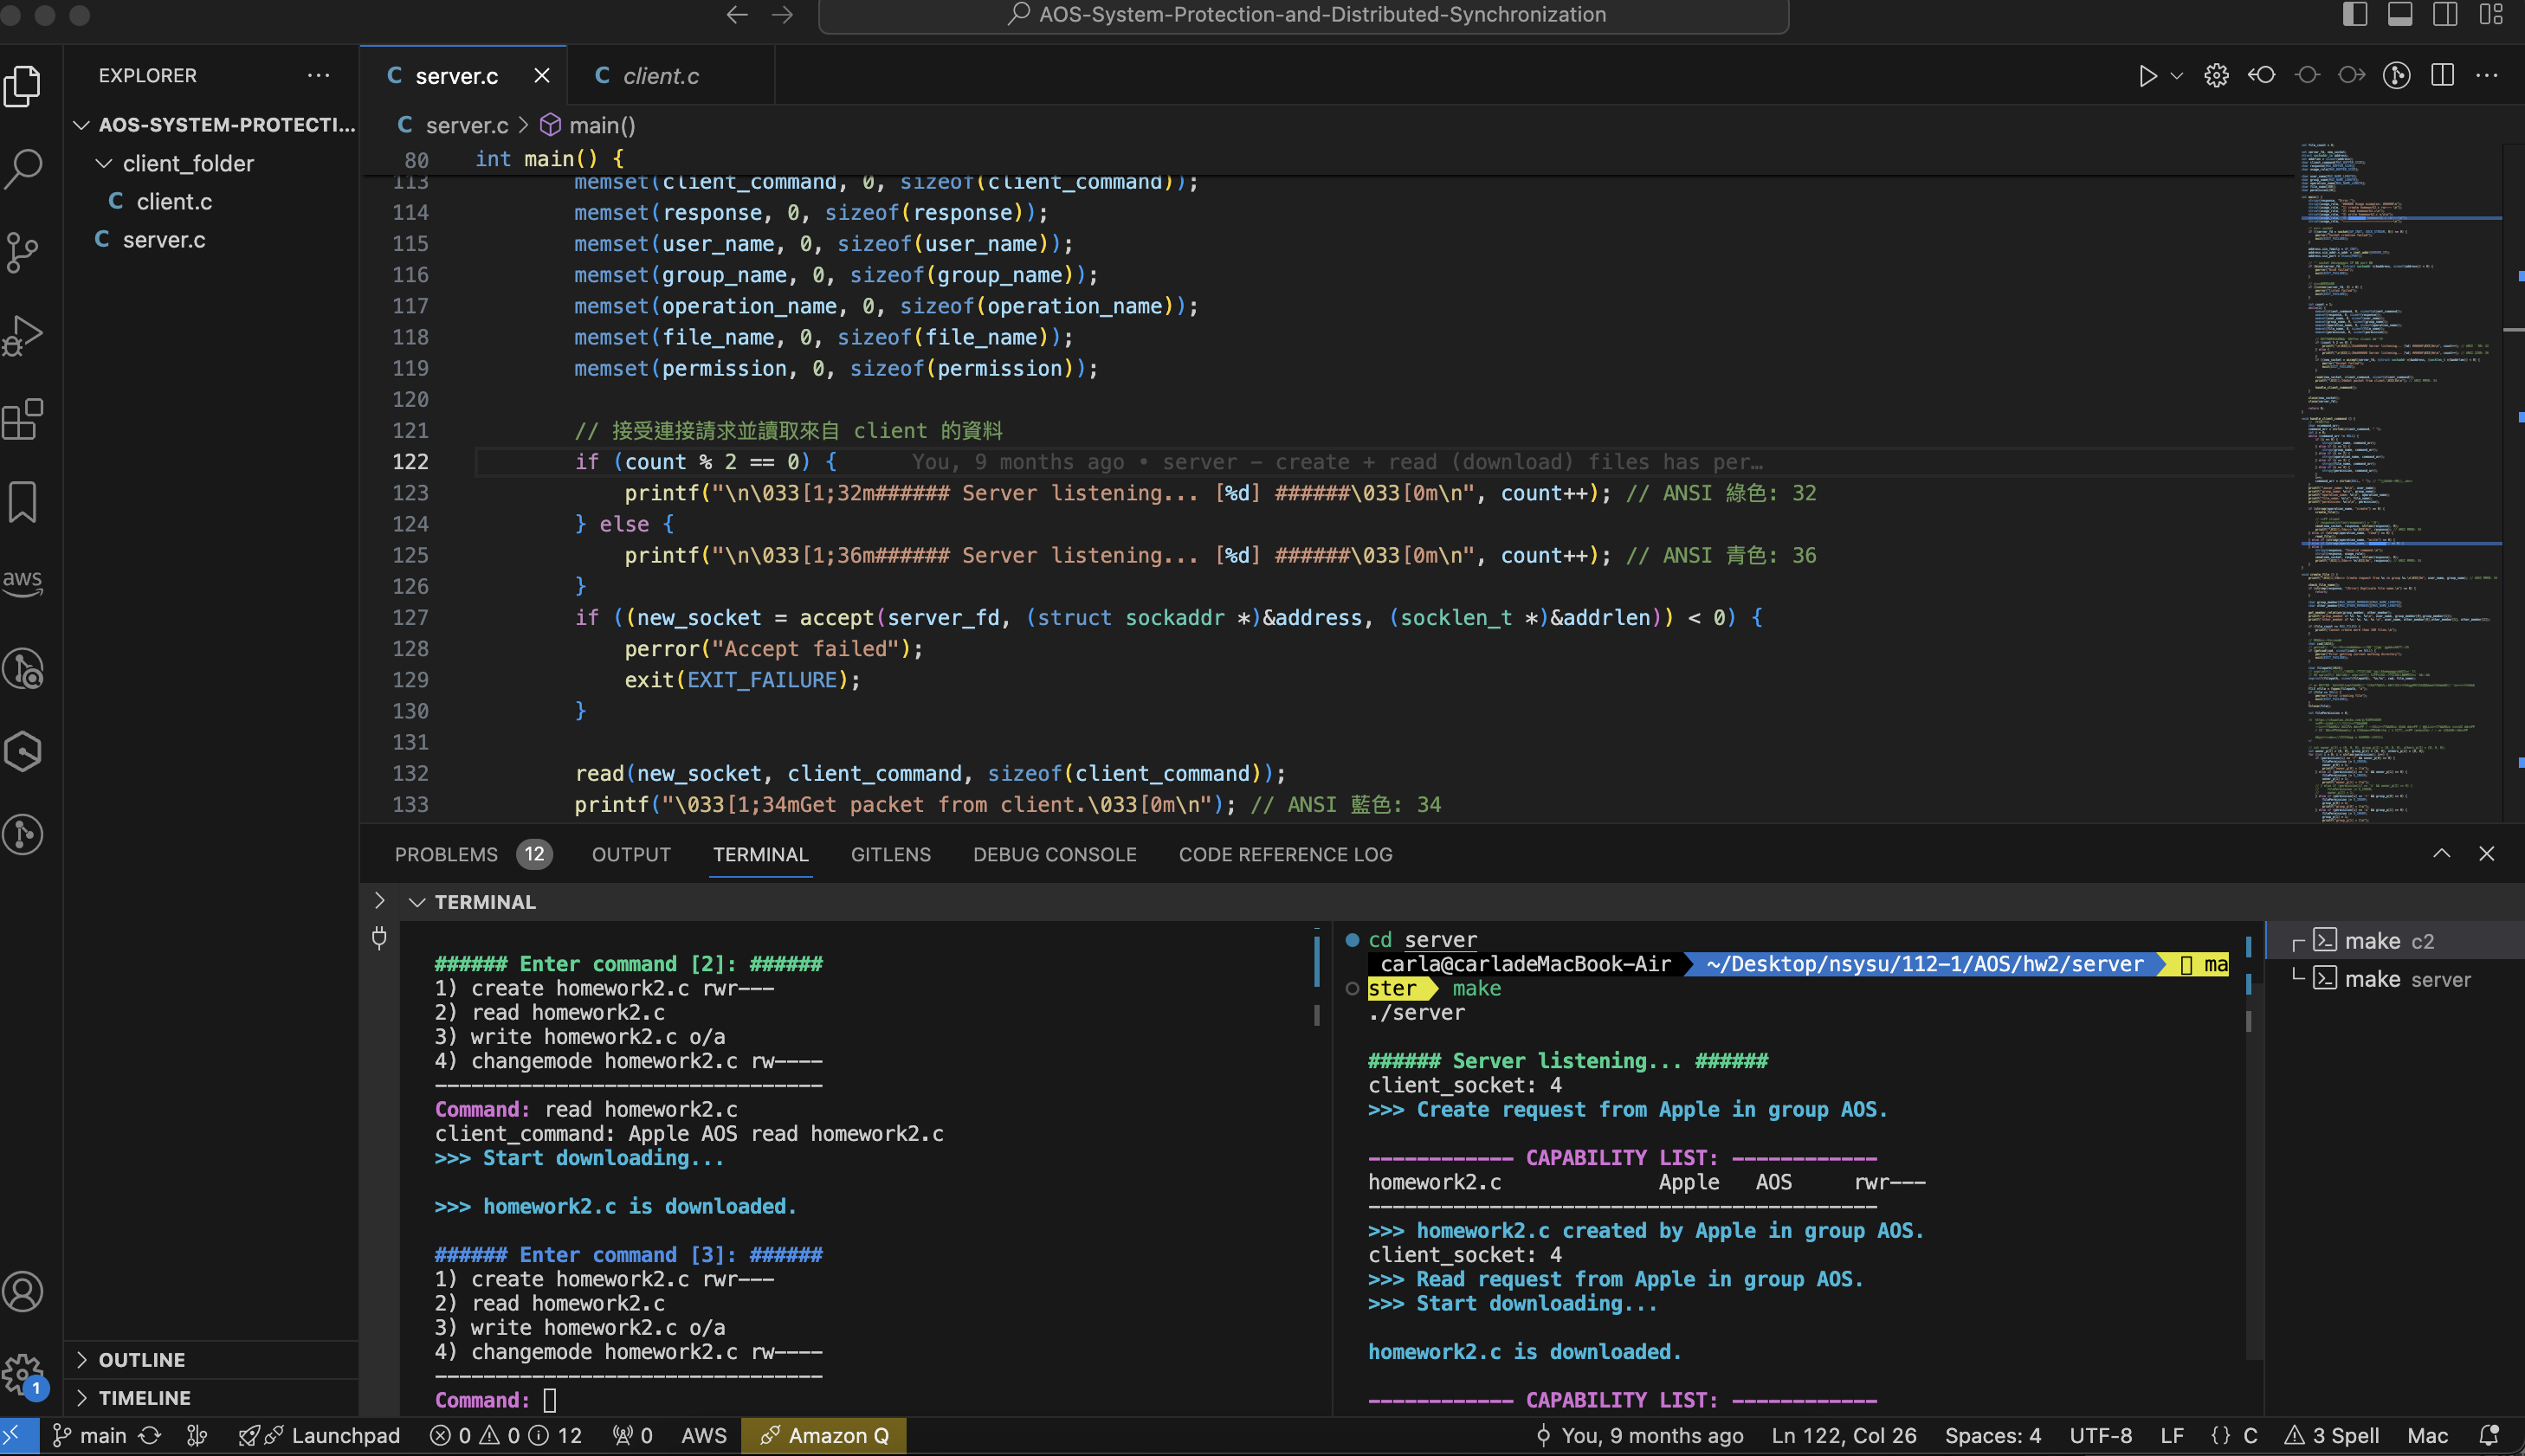 AOS-System-Protection-and-Distributed-Synchronization
EXPLORER
AOS-SYSTEM-PROTECTI...
client_folder
C client.c
C server.c
C server.c
C client.c
C server.c > main()
80 int main() {
113 memset(client_command, 0, sizeof(client_command));
114 memset(response, 0, sizeof(response));
115 memset(user_name, 0, sizeof(user_name));
116 memset(group_name, 0, sizeof(group_name));
117 memset(operation_name, 0, sizeof(operation_name));
118 memset(file_name, 0, sizeof(file_name));
119 memset(permission, 0, sizeof(permission));
120
121 // 接受連接請求並讀取來自 client 的資料
122 if (count % 2 == 0) { You, 9 months ago • server – create + read (download) files has per…
123 printf("\n\033[1;32m###### Server listening... [%d] ######\033[0m\n", count++); // ANSI 綠色: 32
124 } else {
125 printf("\n\033[1;36m###### Server listening... [%d] ######\033[0m\n", count++); // ANSI 青色: 36
126 }
127 if ((new_socket = accept(server_fd, (struct sockaddr *)&address, (socklen_t *)&addrlen)) < 0) {
128 perror("Accept failed");
129 exit(EXIT_FAILURE);
130 }
131
132 read(new_socket, client_command, sizeof(client_command));
133 printf("\033[1;34mGet packet from client.\033[0m\n"); // ANSI 藍色: 34
PROBLEMS 12 OUTPUT TERMINAL GITLENS DEBUG CONSOLE CODE REFERENCE LOG
TERMINAL
###### Enter command [2]: ######
1) create homework2.c rwr---
2) read homework2.c
3) write homework2.c o/a
4) changemode homework2.c rw----
--------------------------------
Command: read homework2.c
client_command: Apple AOS read homework2.c
>>> Start downloading...
>>> homework2.c is downloaded.
###### Enter command [3]: ######
1) create homework2.c rwr---
2) read homework2.c
3) write homework2.c o/a
4) changemode homework2.c rw----
--------------------------------
Command:
cd server
carla@carladeMacBook-Air ~/Desktop/nsysu/112-1/AOS/hw2/server ma
ster make
./server
###### Server listening... ######
client_socket: 4
>>> Create request from Apple in group AOS.
------------ CAPABILITY LIST: ------------
homework2.c Apple AOS rwr---
------------------------------------------
>>> homework2.c created by Apple in group AOS.
client_socket: 4
>>> Read request from Apple in group AOS.
>>> Start downloading...
homework2.c is downloaded.
------------ CAPABILITY LIST: ------------
make c2
make server
aws
OUTLINE
TIMELINE
1
main Launchpad 0 0 12 0 AWS Amazon Q You, 9 months ago Ln 122, Col 26 Spaces: 4 UTF-8 LF {} C 3 Spell Mac